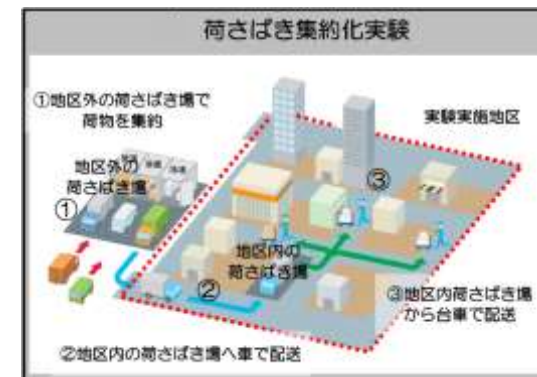 荷さばき集約化実験
①地区外の荷さばき場で
荷物を集約
実験実施地区
地区外の
荷さばき場
①
③
地区内の
荷さばき場
②
③地区内荷さばき場
から台車で配送
②地区内の荷さばき場へ車で配送